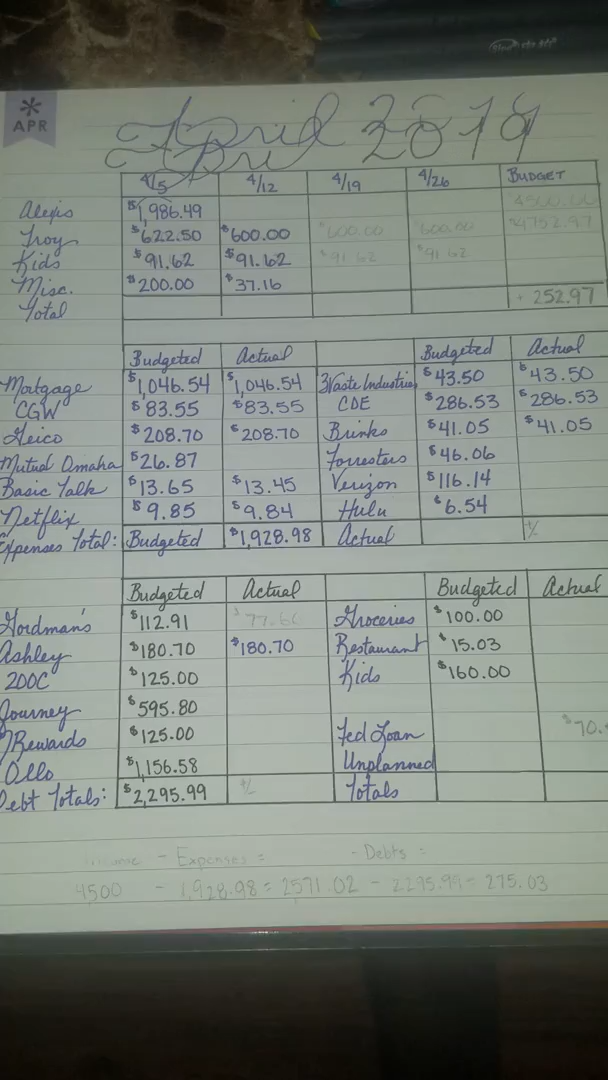 * APR
April 2019
4/5 4/12 4/19 4/26 BUDGET
4500.00
Alexis $1,986.49 $4752.97
Troy $622.50 $600.00 $600.00 $600.00
Kids $91.62 $91.62 $91.62 $91.62
Misc. $200.00 $37.16
Total + 252.97
Budgeted Actual Budgeted Actual
Mortgage $1,046.54 $1,046.54 3 Waste Industries $43.50 $43.50
CGW $83.55 $83.55 CDE $286.53 $286.53
Geico $208.70 $208.70 Brinks $41.05 $41.05
Mutual Omaha $26.87 Forresters $46.06
Basic Talk $13.65 $13.45 Verizon $116.14
Netflix $9.85 $9.84 Hulu $6.54
Expenses Total: Budgeted $1,928.98 Actual +/-
Budgeted Actual Budgeted Actual
Gordman's $112.91 $77.66 Groceries $100.00
Ashley $180.70 $180.70 Restaurant $15.03
200C $125.00 Kids $160.00
Journey $595.80
Rewards $125.00 Fed Loan $70.
Ollo $1,156.58 Unplanned
Debt Totals: $2,295.99 +/- Totals
Income - Expenses = - Debts =
4500 - 1,928.98 = 2571.02 - 2295.99 = 275.03